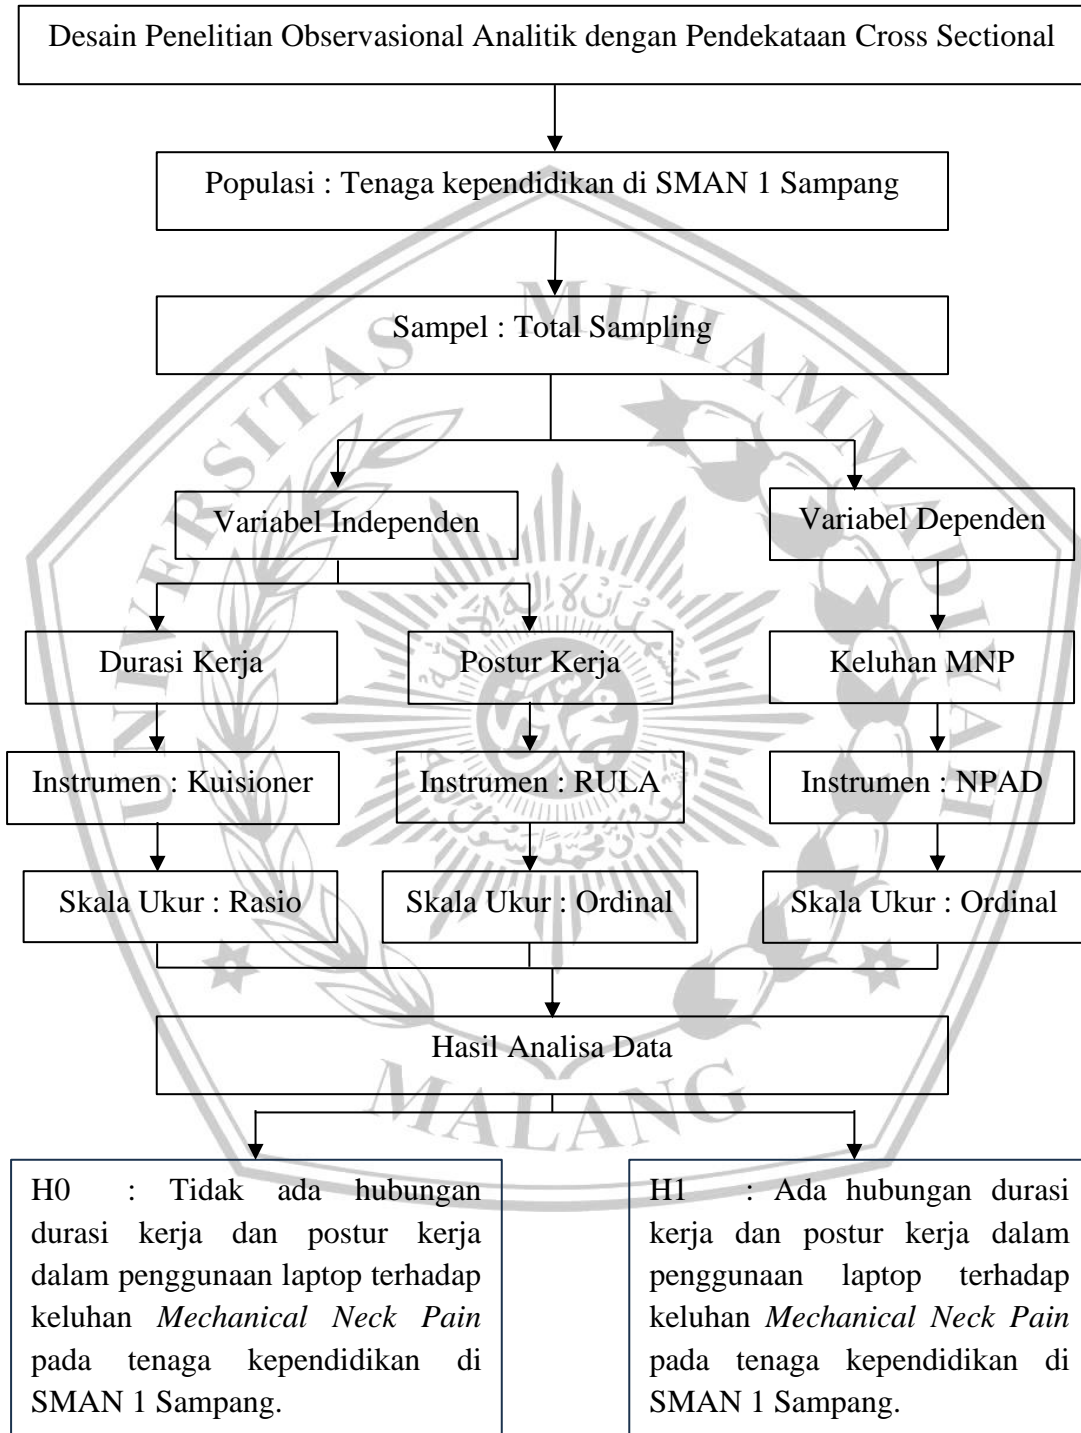 Desain Penelitian Observasional Analitik dengan Pendekataan Cross Sectional
Populasi : Tenaga kependidikan di SMAN 1 Sampang
Sampel : Total Sampling
Variabel Independen
Variabel Dependen
Durasi Kerja
Postur Kerja
Keluhan MNP
Instrumen : Kuisioner
Instrumen : RULA
Instrumen : NPAD
Skala Ukur : Rasio
Skala Ukur : Ordinal
Skala Ukur : Ordinal
Hasil Analisa Data
H0 : Tidak ada hubungan
durasi kerja dan postur kerja
dalam penggunaan laptop terhadap
keluhan Mechanical Neck Pain
pada tenaga kependidikan di
SMAN 1 Sampang.
H1 : Ada hubungan durasi
kerja dan postur kerja dalam
penggunaan laptop terhadap
keluhan Mechanical Neck Pain
pada tenaga kependidikan di
SMAN 1 Sampang.
UNIVERSITAS MUHAMMADIYAH
MALANG